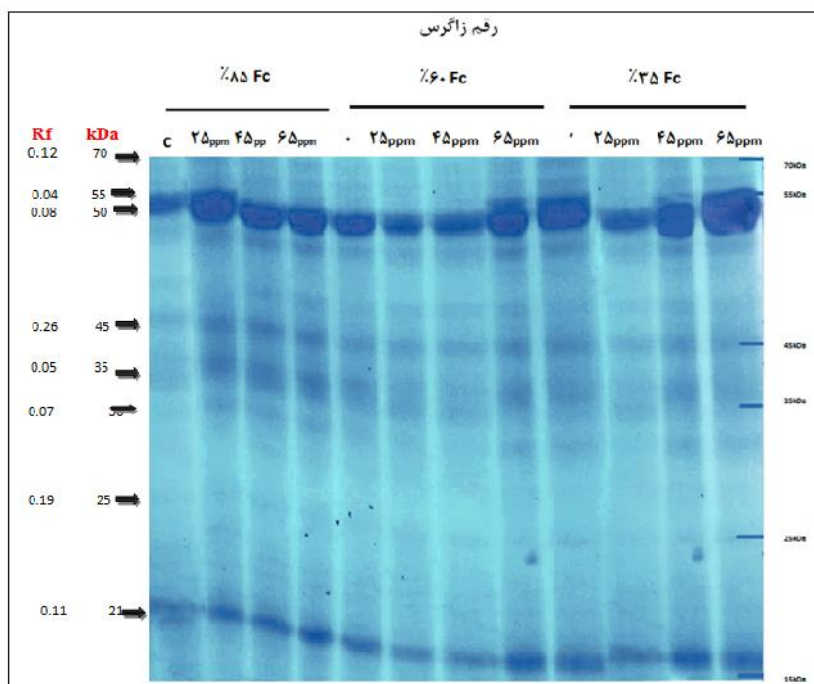 رقم زاگرس
٪۸۵ Fc ٪۶۰ Fc ٪۳۵ Fc
Rf kDa C ۲۵ppm ۴۵pp ۶۵ppm ۰ ۲۵ppm ۴۵ppm ۶۵ppm ۲۵ppm ۴۵ppm ۶۵ppm
0.12 70 70kDa
0.04 55 55kDa
0.08 50
0.26 45 45kDa
0.05 35 35kDa
0.07
0.19 25 25kDa
0.11 21
15kDa